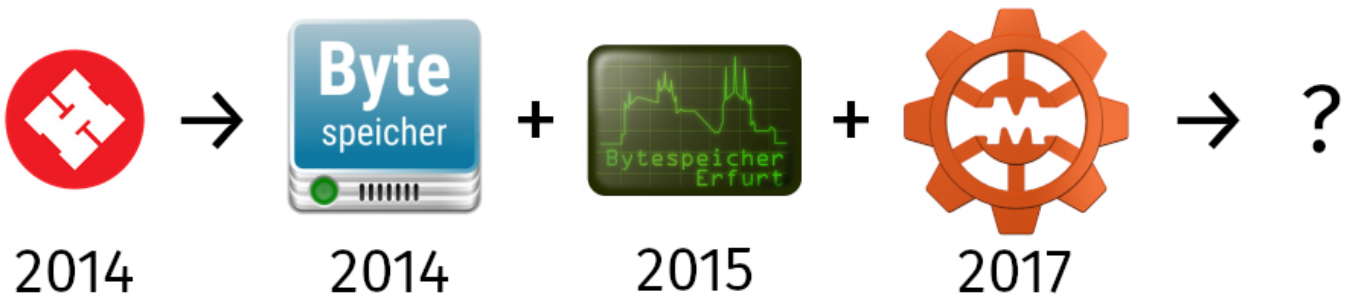 → Byte speicher + Bytespeicher Erfurt + → ?
2014 2014 2015 2017